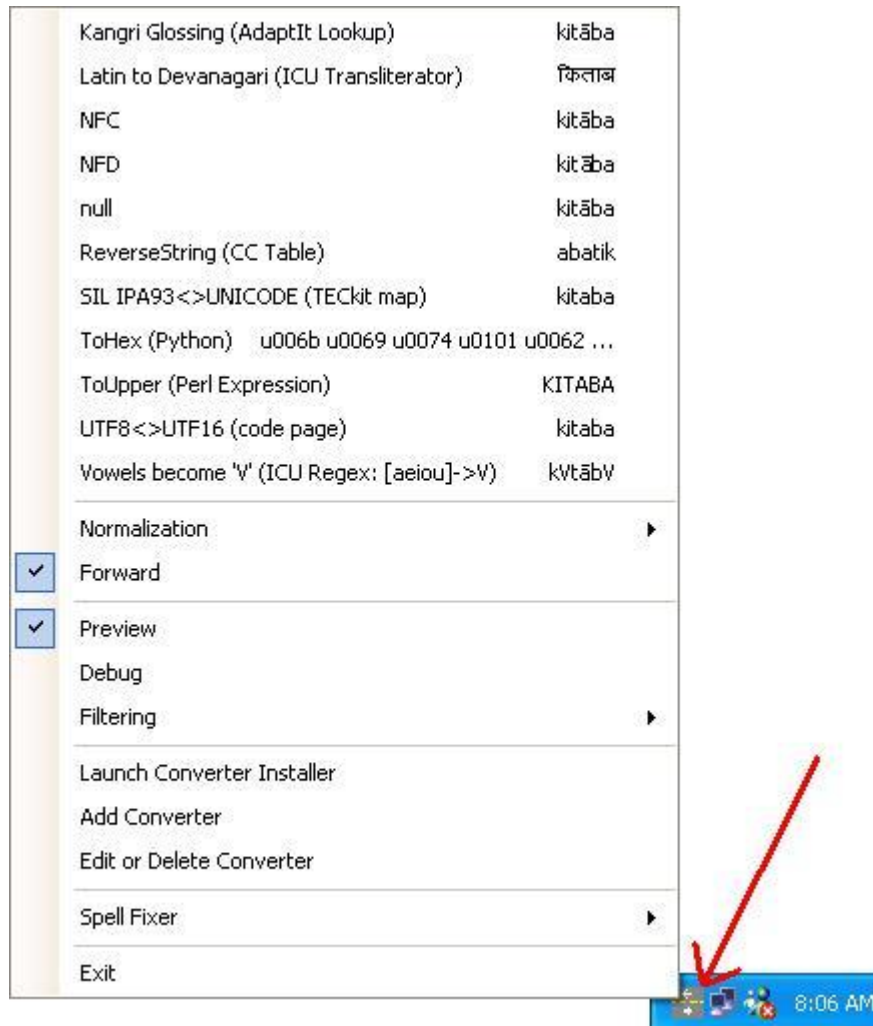 Kangri Glossing (AdaptIt Lookup) kitāba
Latin to Devanagari (ICU Transliterator) किताब
NFC kitāba
NFD kitāba
null kitāba
ReverseString (CC Table) abatik
SIL IPA93<>UNICODE (TECkit map) kitaba
ToHex (Python) u006b u0069 u0074 u0101 u0062 ...
ToUpper (Perl Expression) KITABA
UTF8<>UTF16 (code page) kitaba
Vowels become 'V' (ICU Regex: [aeiou]->V) kVtābV
Normalization
Forward
Preview
Debug
Filtering
Launch Converter Installer
Add Converter
Edit or Delete Converter
Spell Fixer
Exit
8:06 AM